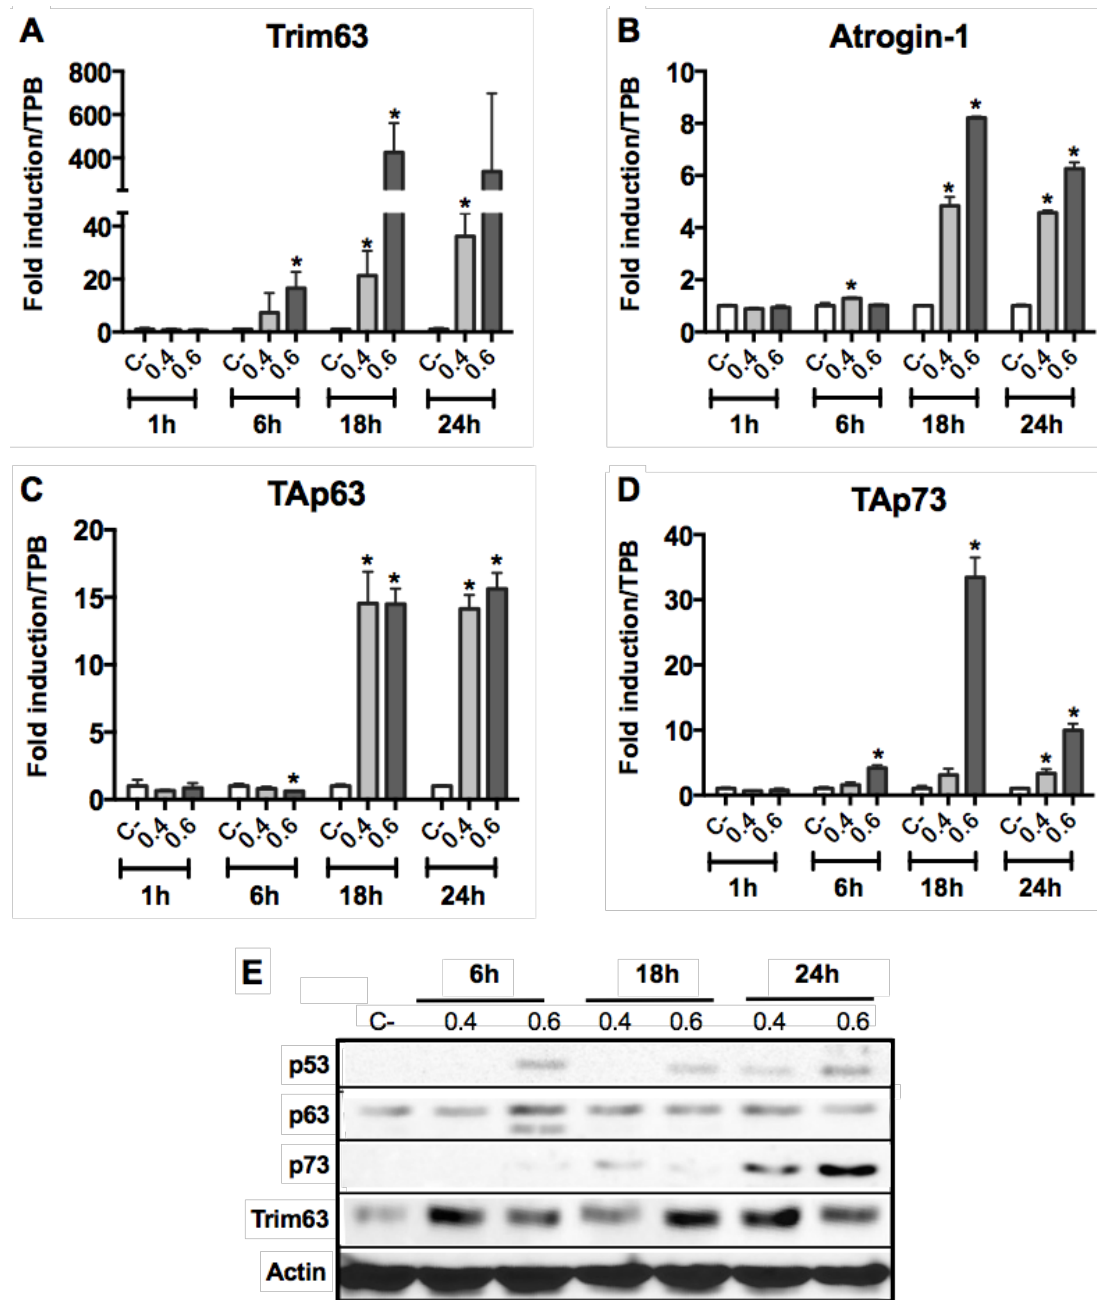 A
Trim63
Fold induction/TPB
800
600
400
40
20
0
*
*
*
*
C- 0.4 0.6 C- 0.4 0.6 C- 0.4 0.6 C- 0.4 0.6
1h 6h 18h 24h
B
Atrogin-1
Fold induction/TPB
10
8
6
4
2
0
*
*
*
*
*
C- 0.4 0.6 C- 0.4 0.6 C- 0.4 0.6 C- 0.4 0.6
1h 6h 18h 24h
C
TAp63
Fold induction/TPB
20
15
10
5
0
*
*
*
*
*
C- 0.4 0.6 C- 0.4 0.6 C- 0.4 0.6 C- 0.4 0.6
1h 6h 18h 24h
D
TAp73
Fold induction/TPB
40
30
20
10
0
*
*
*
*
C- 0.4 0.6 C- 0.4 0.6 C- 0.4 0.6 C- 0.4 0.6
1h 6h 18h 24h
E
6h 18h 24h
C- 0.4 0.6 0.4 0.6 0.4 0.6
p53
p63
p73
Trim63
Actin